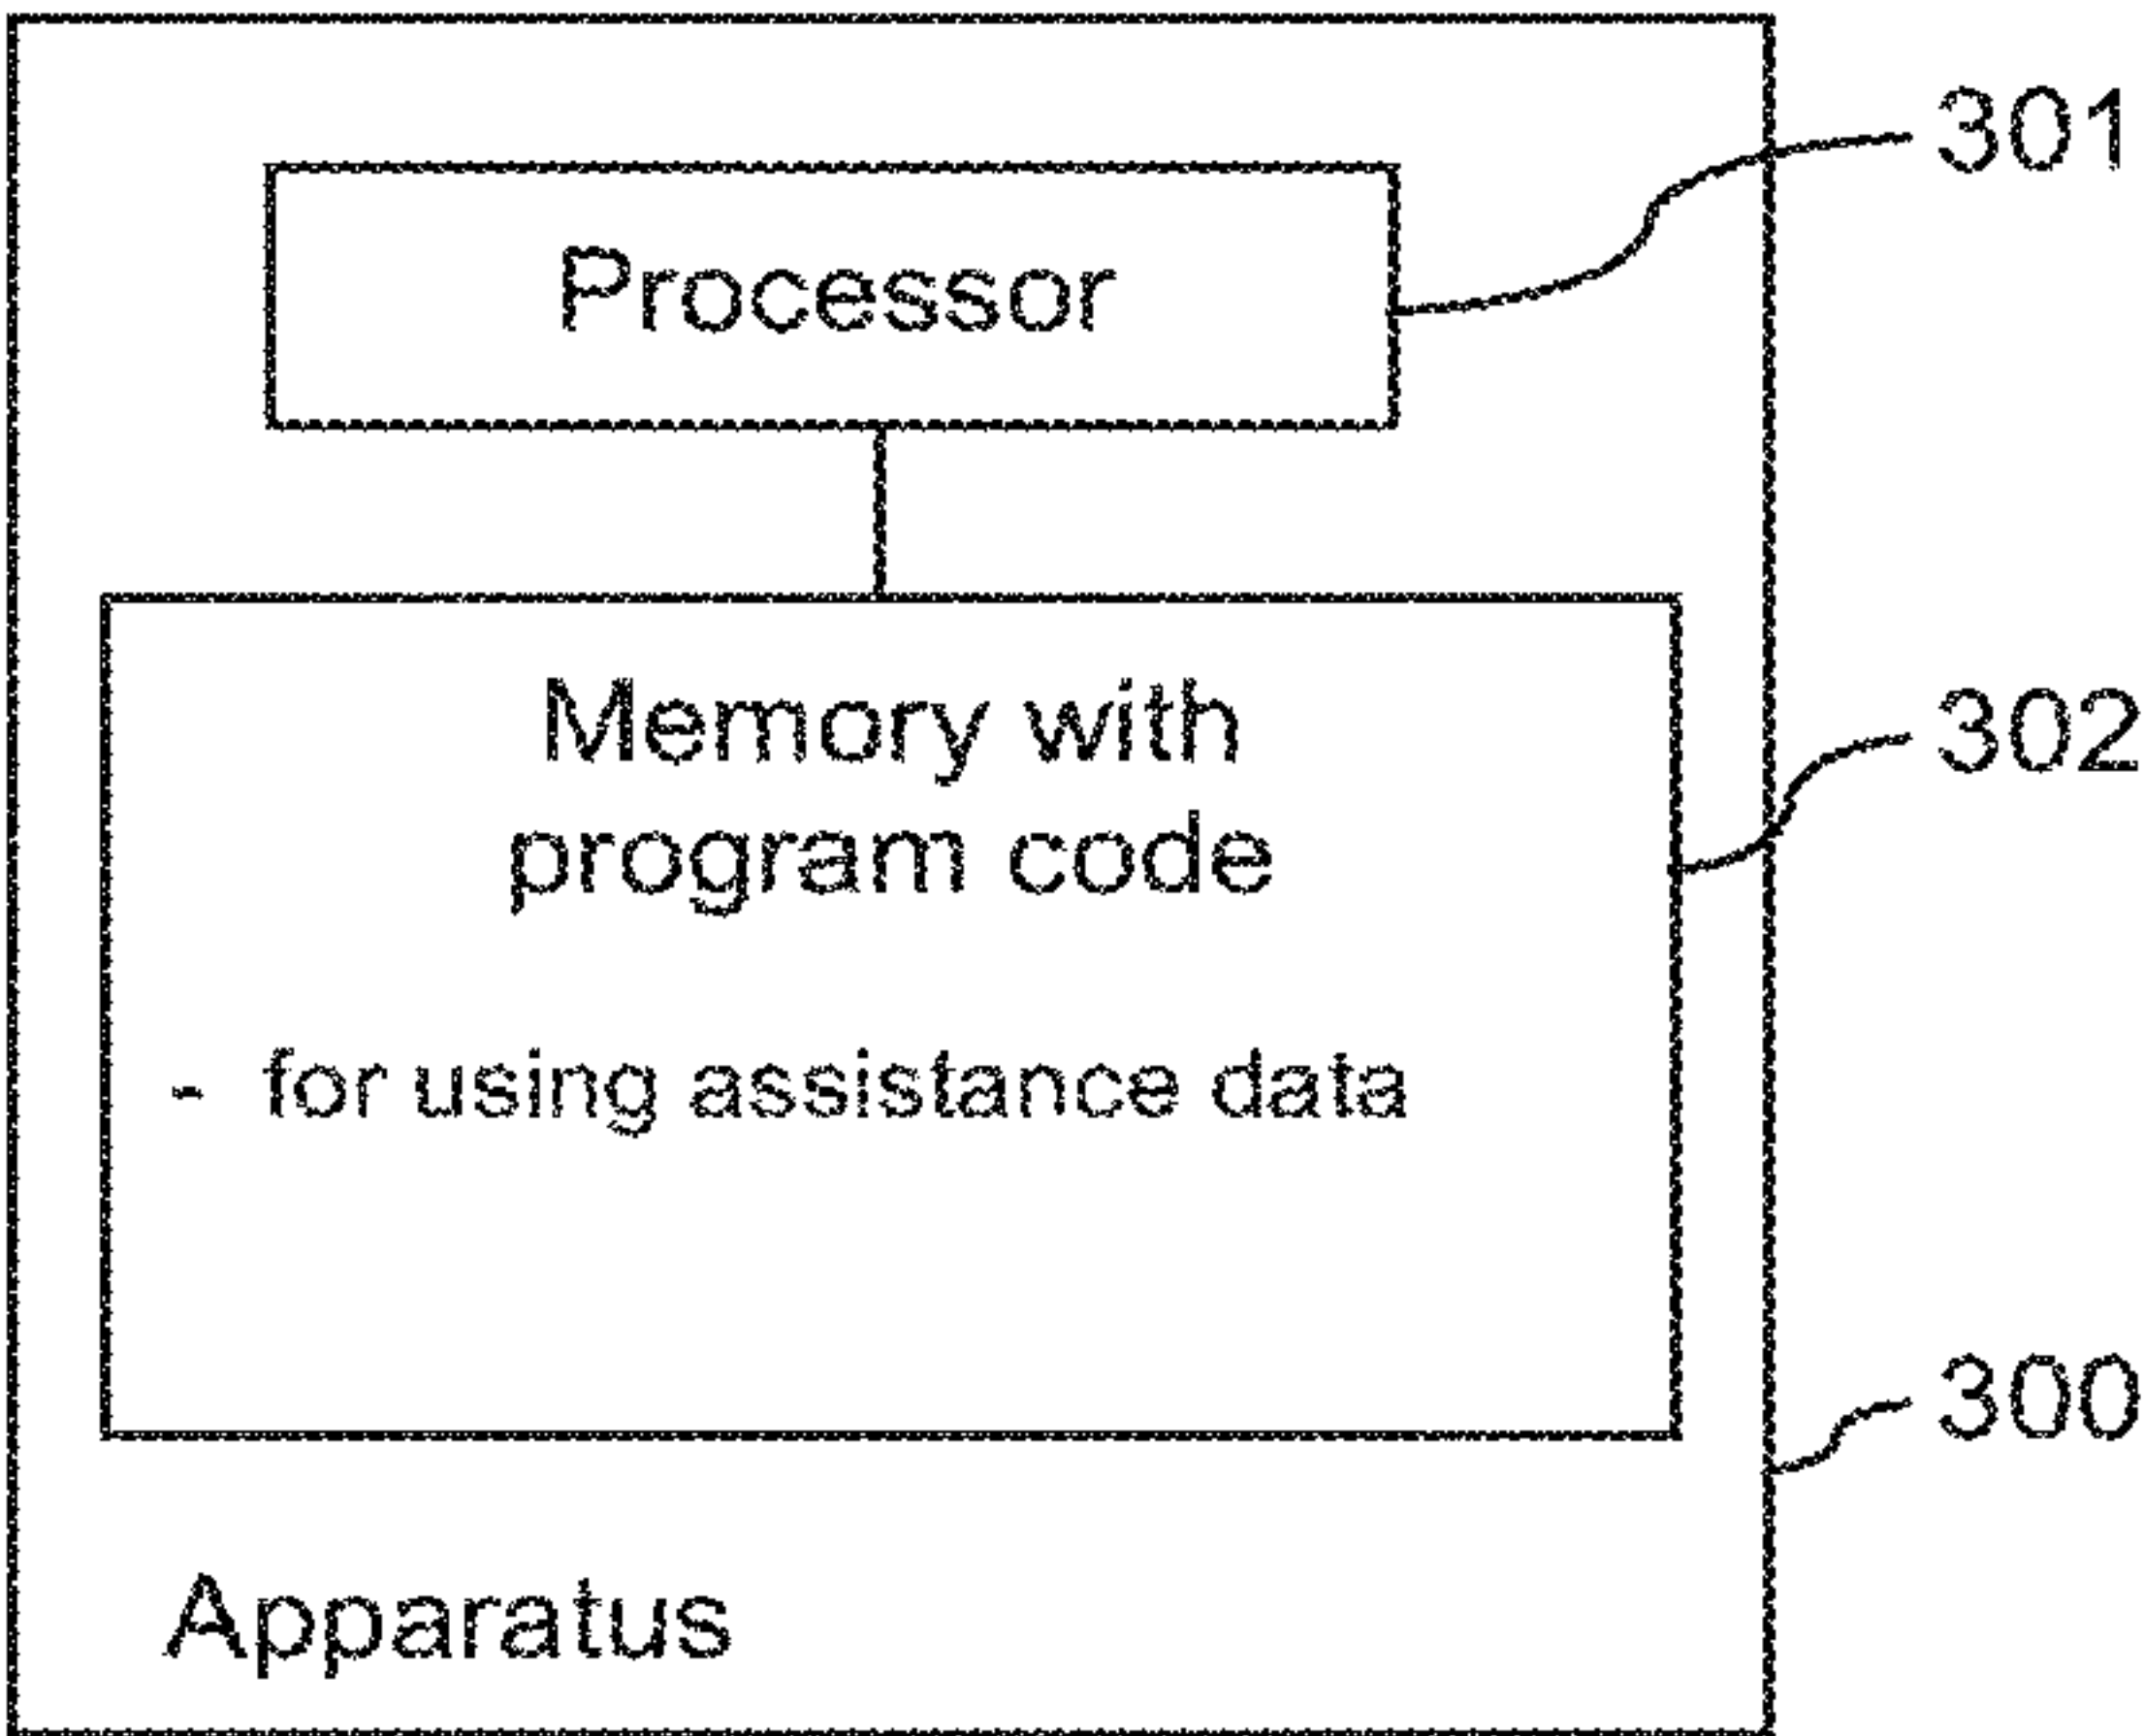 301
Processor
Memory with
302
program code
- for using assistance data
300
Apparatus